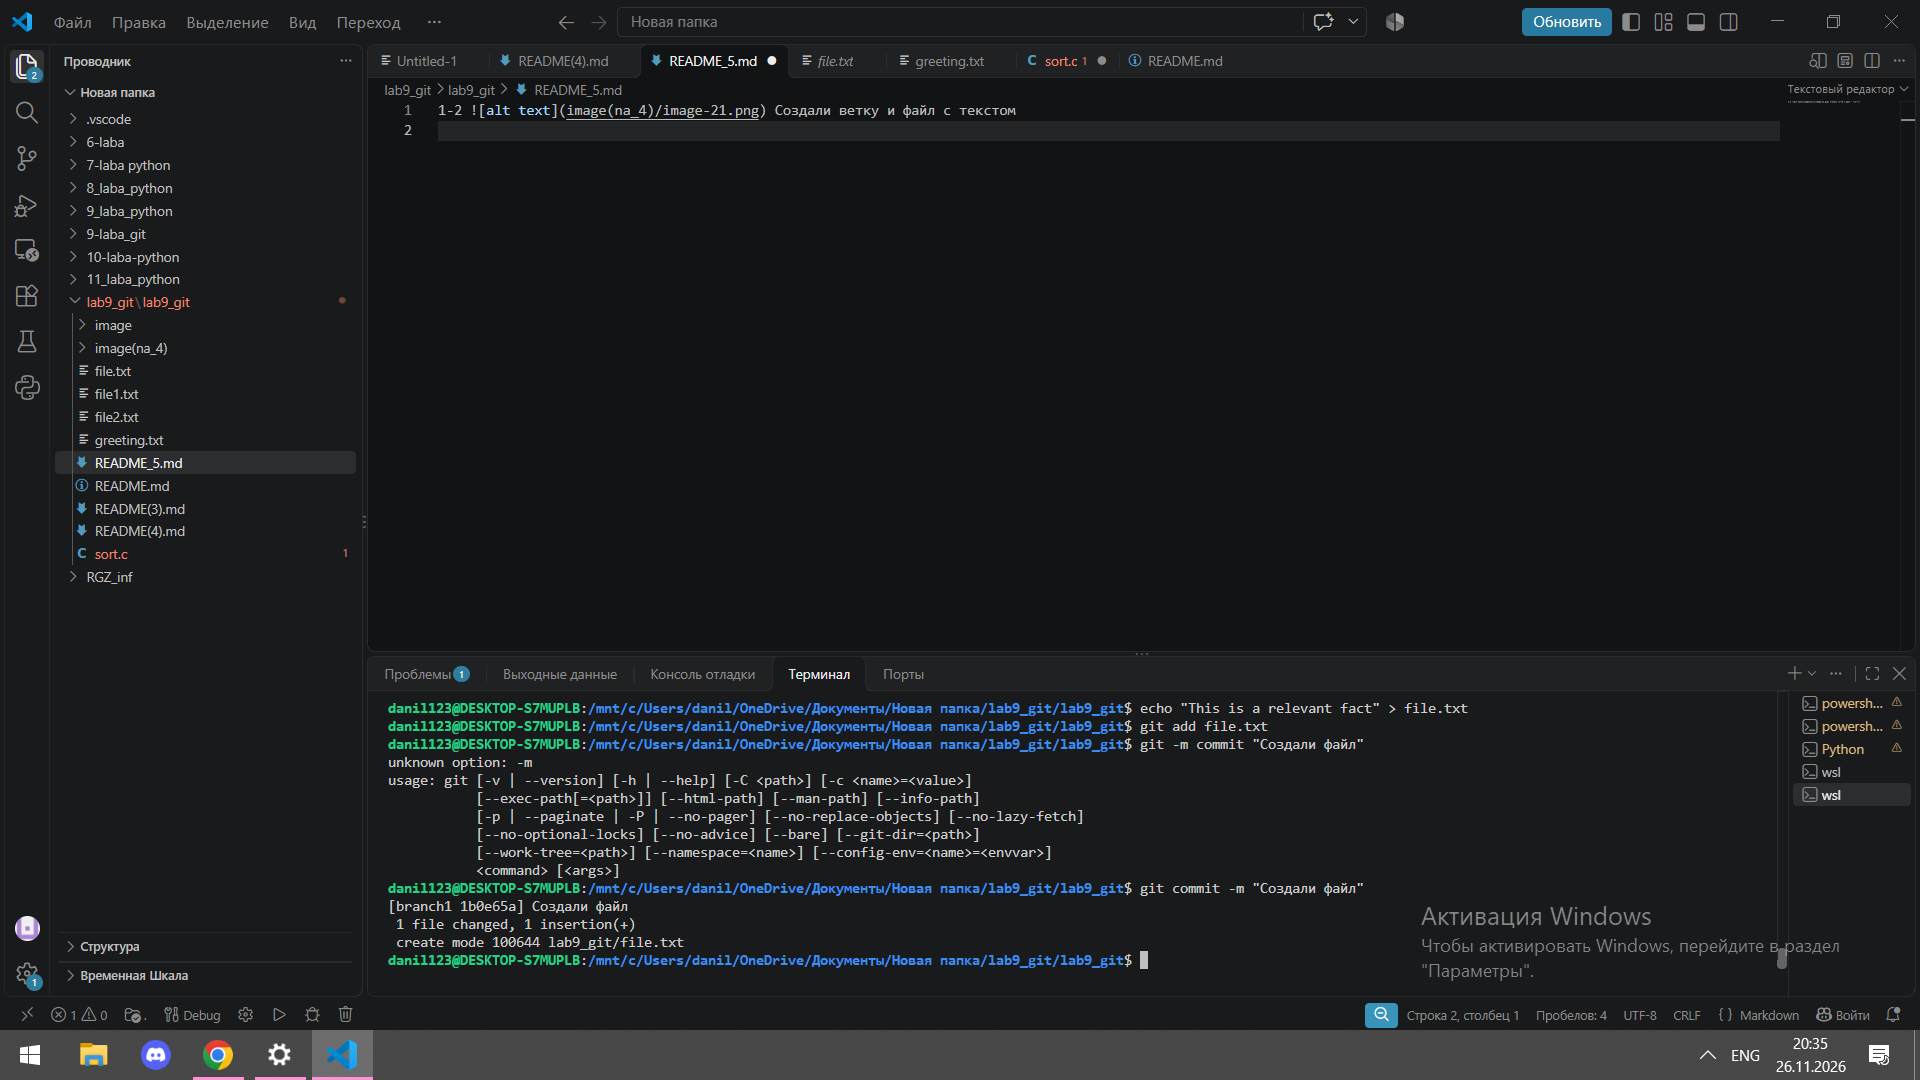 Файл Правка Выделение Вид Переход ··· Новая папка Обновить
Проводник ···
Untitled-1 README(4).md README_5.md file.txt greeting.txt sort.c 1 README.md
lab9_git > lab9_git > README_5.md
Текстовый редактор
1 1-2 ![alt text](image(na_4)/image-21.png) Создали ветку и файл с текстом
2
Новая папка
.vscode
6-laba
7-laba python
8_laba_python
9_laba_python
9-laba_git
10-laba-python
11_laba_python
lab9_git\lab9_git
image
image(na_4)
file.txt
file1.txt
file2.txt
greeting.txt
README_5.md
README.md
README(3).md
README(4).md
sort.c 1
RGZ_inf
Структура
Временная Шкала
2
1
Проблемы 1 Выходные данные Консоль отладки Терминал Порты
danil123@DESKTOP-S7MUPLB:/mnt/c/Users/danil/OneDrive/Документы/Новая папка/lab9_git/lab9_git$ echo "This is a relevant fact" > file.txt
danil123@DESKTOP-S7MUPLB:/mnt/c/Users/danil/OneDrive/Документы/Новая папка/lab9_git/lab9_git$ git add file.txt
danil123@DESKTOP-S7MUPLB:/mnt/c/Users/danil/OneDrive/Документы/Новая папка/lab9_git/lab9_git$ git -m commit "Создали файл"
unknown option: -m
usage: git [-v | --version] [-h | --help] [-C <path>] [-c <name>=<value>]
[--exec-path[=<path>]] [--html-path] [--man-path] [--info-path]
[-p | --paginate | -P | --no-pager] [--no-replace-objects] [--no-lazy-fetch]
[--no-optional-locks] [--no-advice] [--bare] [--git-dir=<path>]
[--work-tree=<path>] [--namespace=<name>] [--config-env=<name>=<envvar>]
<command> [<args>]
danil123@DESKTOP-S7MUPLB:/mnt/c/Users/danil/OneDrive/Документы/Новая папка/lab9_git/lab9_git$ git commit -m "Создали файл"
[branch1 1b0e65a] Создали файл
1 file changed, 1 insertion(+)
create mode 100644 lab9_git/file.txt
danil123@DESKTOP-S7MUPLB:/mnt/c/Users/danil/OneDrive/Документы/Новая папка/lab9_git/lab9_git$
powersh...
powersh...
Python
wsl
wsl
Активация Windows
Чтобы активировать Windows, перейдите в раздел
"Параметры".
1 0 Debug Строка 2, столбец 1 Пробелов: 4 UTF-8 CRLF { } Markdown Войти
ENG
20:35
26.11.2026